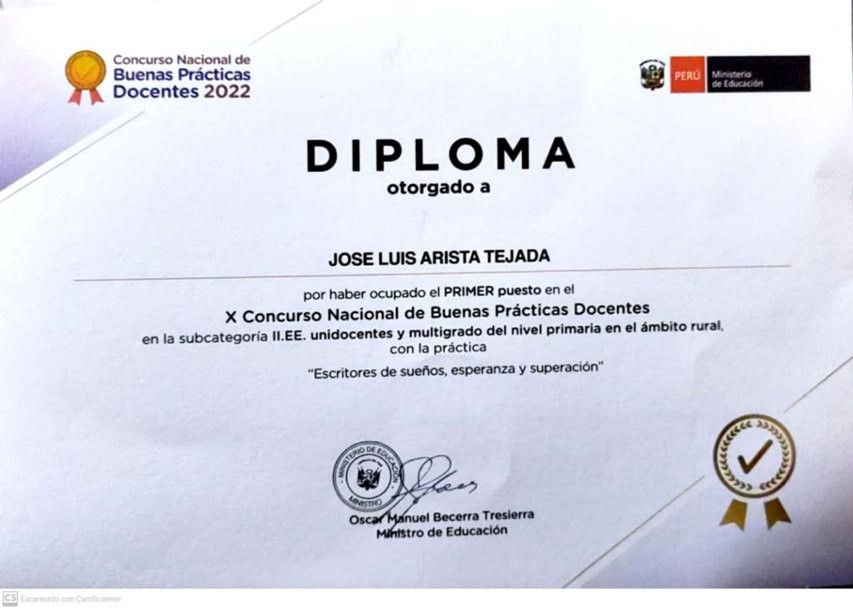 Concurso Nacional de
Buenas Prácticas
Docentes 2022
PERÚ
Ministerio
de Educación
DIPLOMA
otorgado a
JOSE LUIS ARISTA TEJADA
por haber ocupado el PRIMER puesto en el
X Concurso Nacional de Buenas Prácticas Docentes
en la subcategoría II.EE. unidocentes y multigrado del nivel primaria en el ámbito rural,
con la práctica
"Escritores de sueños, esperanza y superación"
MINISTERIO DE EDUCACIÓN
MINISTRO
Oscar Manuel Becerra Tresierra
Ministro de Educación
CS Escaneado con CamScanner